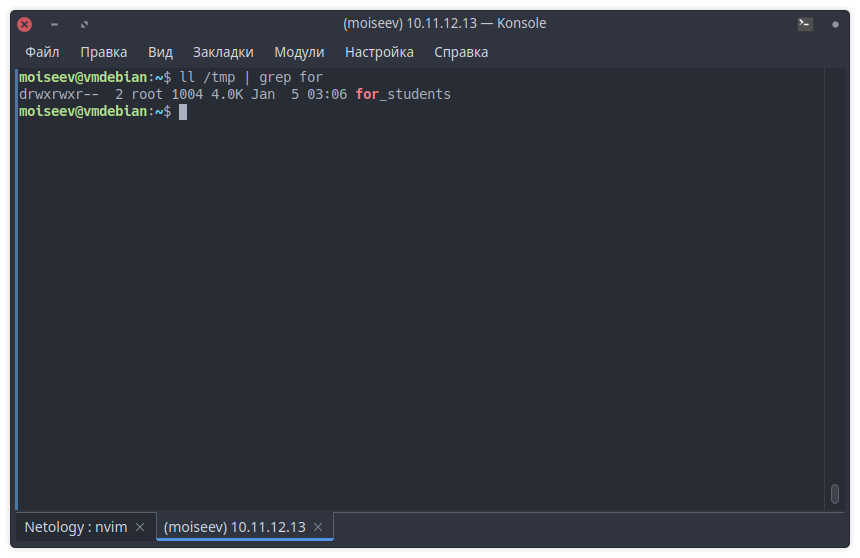 (moiseev) 10.11.12.13 — Konsole
Файл Правка Вид Закладки Модули Настройка Справка
moiseev@vmdebian:~$ ll /tmp | grep for
drwxrwxr-- 2 root 1004 4.0K Jan  5 03:06 for_students
moiseev@vmdebian:~$
Netology : nvim (moiseev) 10.11.12.13